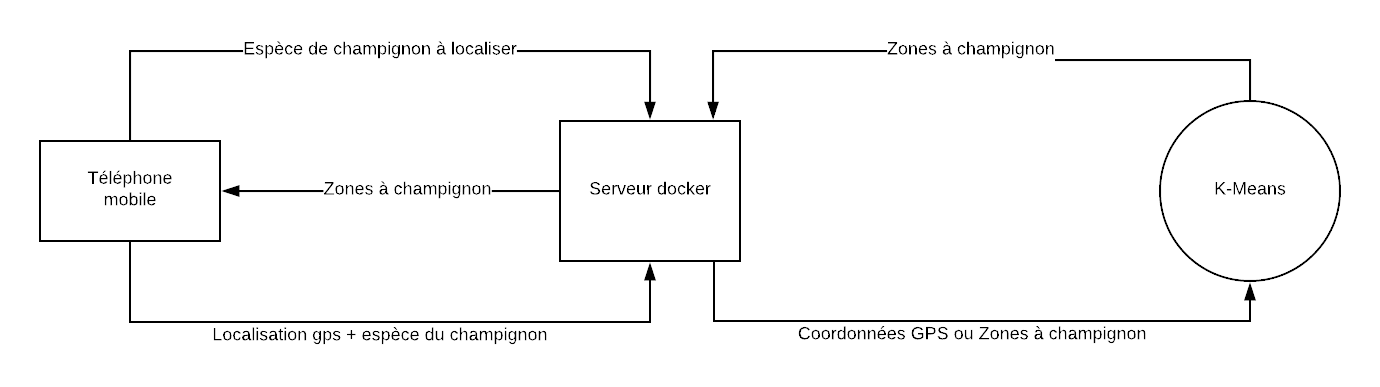 Espèce de champignon à localiser
Zones à champignon
Téléphone
mobile
Zones à champignon
Serveur docker
K-Means
Localisation gps + espèce du champignon
Coordonnées GPS ou Zones à champignon